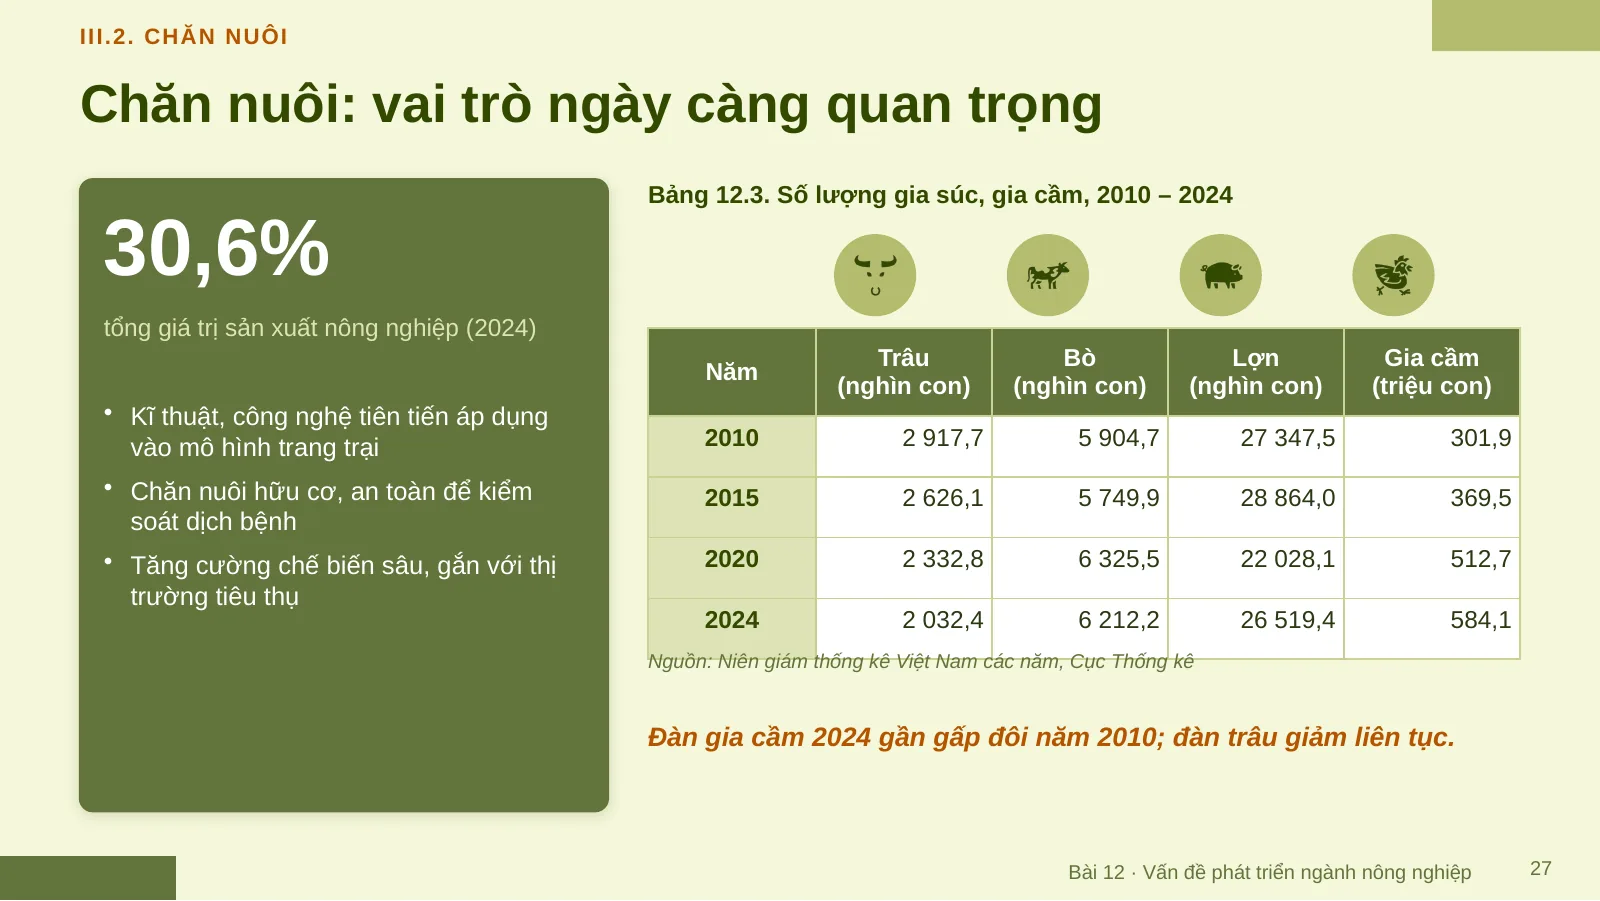 III.2. CHĂN NUÔI
Chăn nuôi: vai trò ngày càng quan trọng
30,6%
tổng giá trị sản xuất nông nghiệp (2024)
• Kĩ thuật, công nghệ tiên tiến áp dụng
vào mô hình trang trại
• Chăn nuôi hữu cơ, an toàn để kiểm
soát dịch bệnh
• Tăng cường chế biến sâu, gắn với thị
trường tiêu thụ
Bảng 12.3. Số lượng gia súc, gia cầm, 2010 – 2024
Năm Trâu (nghìn con) Bò (nghìn con) Lợn (nghìn con) Gia cầm (triệu con)
2010 2 917,7 5 904,7 27 347,5 301,9
2015 2 626,1 5 749,9 28 864,0 369,5
2020 2 332,8 6 325,5 22 028,1 512,7
2024 2 032,4 6 212,2 26 519,4 584,1
Nguồn: Niên giám thống kê Việt Nam các năm, Cục Thống kê
Đàn gia cầm 2024 gần gấp đôi năm 2010; đàn trâu giảm liên tục.
Bài 12 · Vấn đề phát triển ngành nông nghiệp
27